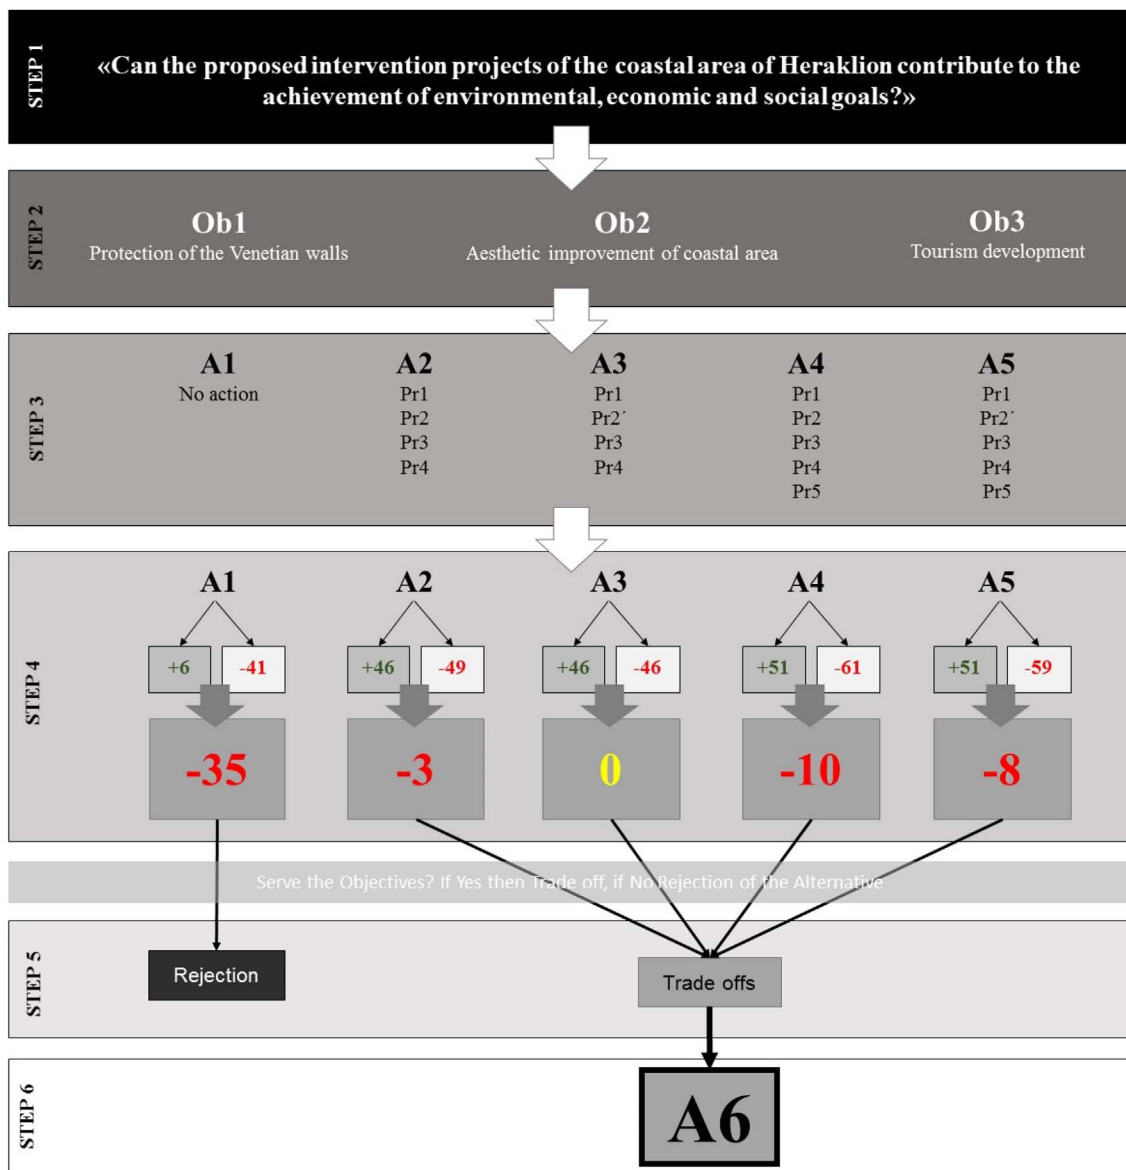 STEP 1
«Can the proposed intervention projects of the coastal area of Heraklion contribute to the
achievement of environmental, economic and social goals?»
STEP 2
Ob1
Protection of the Venetian walls
Ob2
Aesthetic improvement of coastal area
Ob3
Tourism development
STEP 3
A1
No action
A2
Pr1
Pr2
Pr3
Pr4
A3
Pr1
Pr2´
Pr3
Pr4
A4
Pr1
Pr2
Pr3
Pr4
Pr5
A5
Pr1
Pr2´
Pr3
Pr4
Pr5
STEP 4
A1
+6
-41
-35
A2
+46
-49
-3
A3
+46
-46
0
A4
+51
-61
-10
A5
+51
-59
-8
Serve the Objectives? If Yes then Trade off, if No Rejection of the Alternative
STEP 5
Rejection
Trade offs
STEP 6
A6